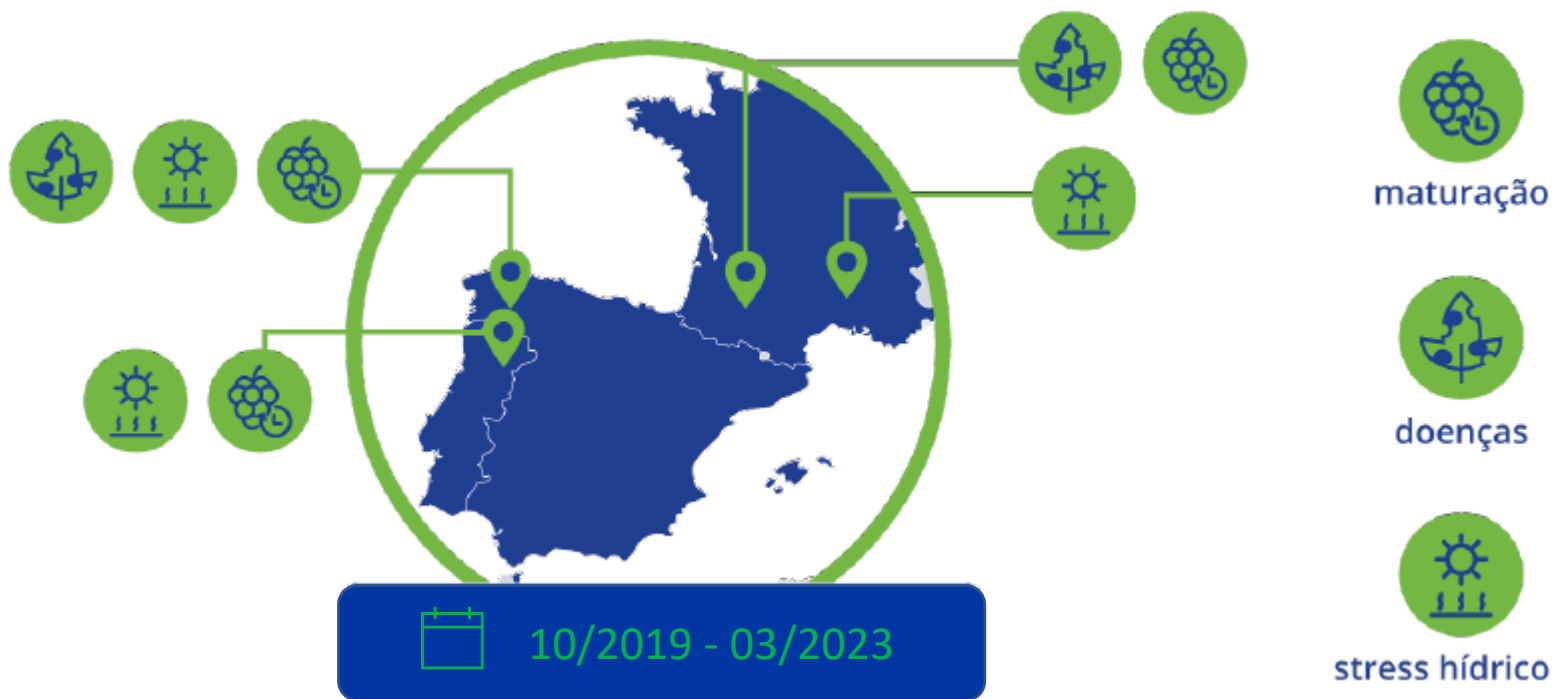 maturação
doenças
stress hídrico
10/2019 - 03/2023